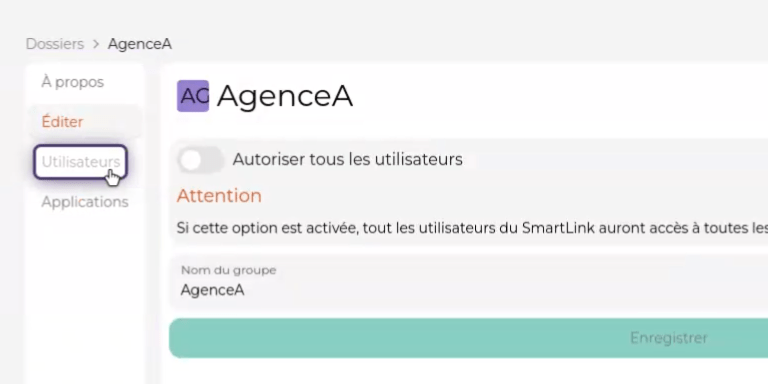 Dossiers > AgenceA
À propos
Éditer
Utilisateurs
Applications
AG AgenceA
Autoriser tous les utilisateurs
Attention
Si cette option est activée, tout les utilisateurs du SmartLink auront accès à toutes les
Nom du groupe
AgenceA
Enregistrer